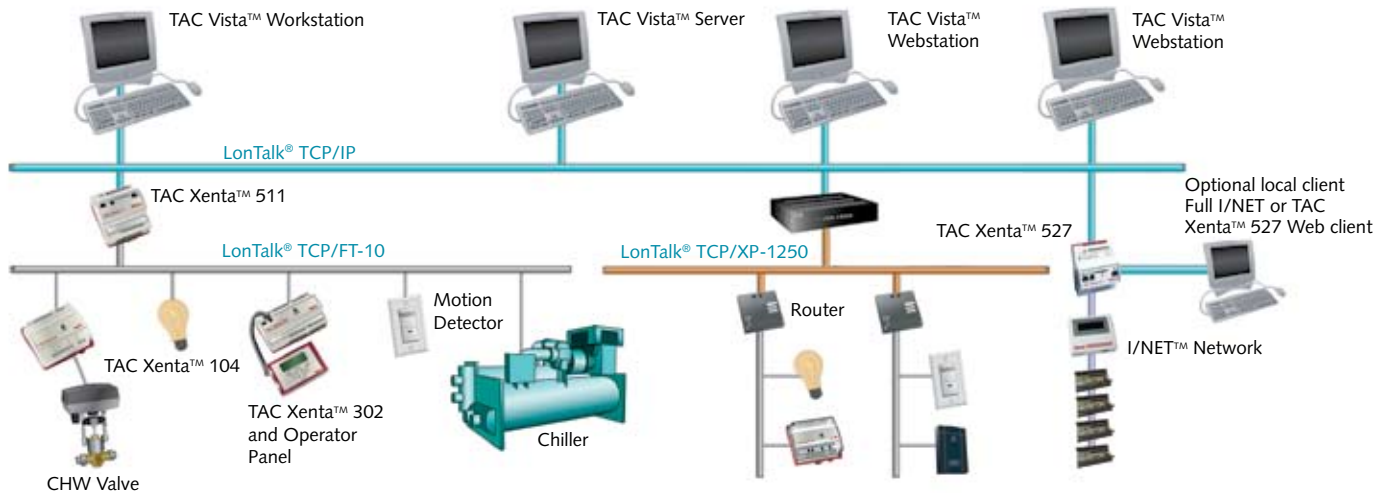 TAC Vista™ Workstation
TAC Vista™ Server
TAC Vista™
Webstation
TAC Vista™
Webstation
LonTalk® TCP/IP
TAC Xenta™ 511
TAC Xenta™ 527
Optional local client
Full I/NET or TAC
Xenta™ 527 Web client
LonTalk® TCP/FT-10
LonTalk® TCP/XP-1250
Motion
Detector
Router
I/NET™ Network
TAC Xenta™ 104
TAC Xenta™ 302
and Operator
Panel
Chiller
CHW Valve